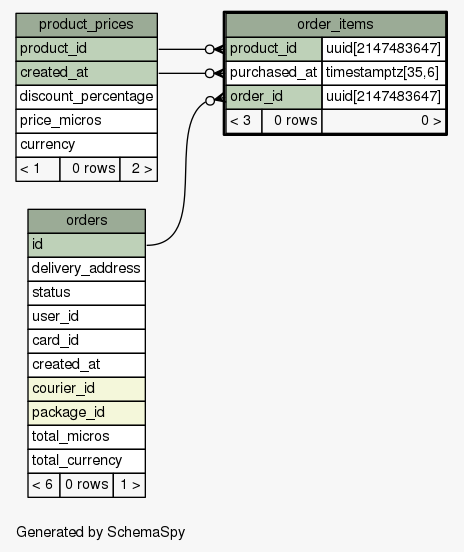 product_prices
product_id
created_at
discount_percentage
price_micros
currency
< 1 0 rows 2 >
order_items
product_id uuid[2147483647]
purchased_at timestamptz[35,6]
order_id uuid[2147483647]
< 3 0 rows 0 >
orders
id
delivery_address
status
user_id
card_id
created_at
courier_id
package_id
total_micros
total_currency
< 6 0 rows 1 >
Generated by SchemaSpy